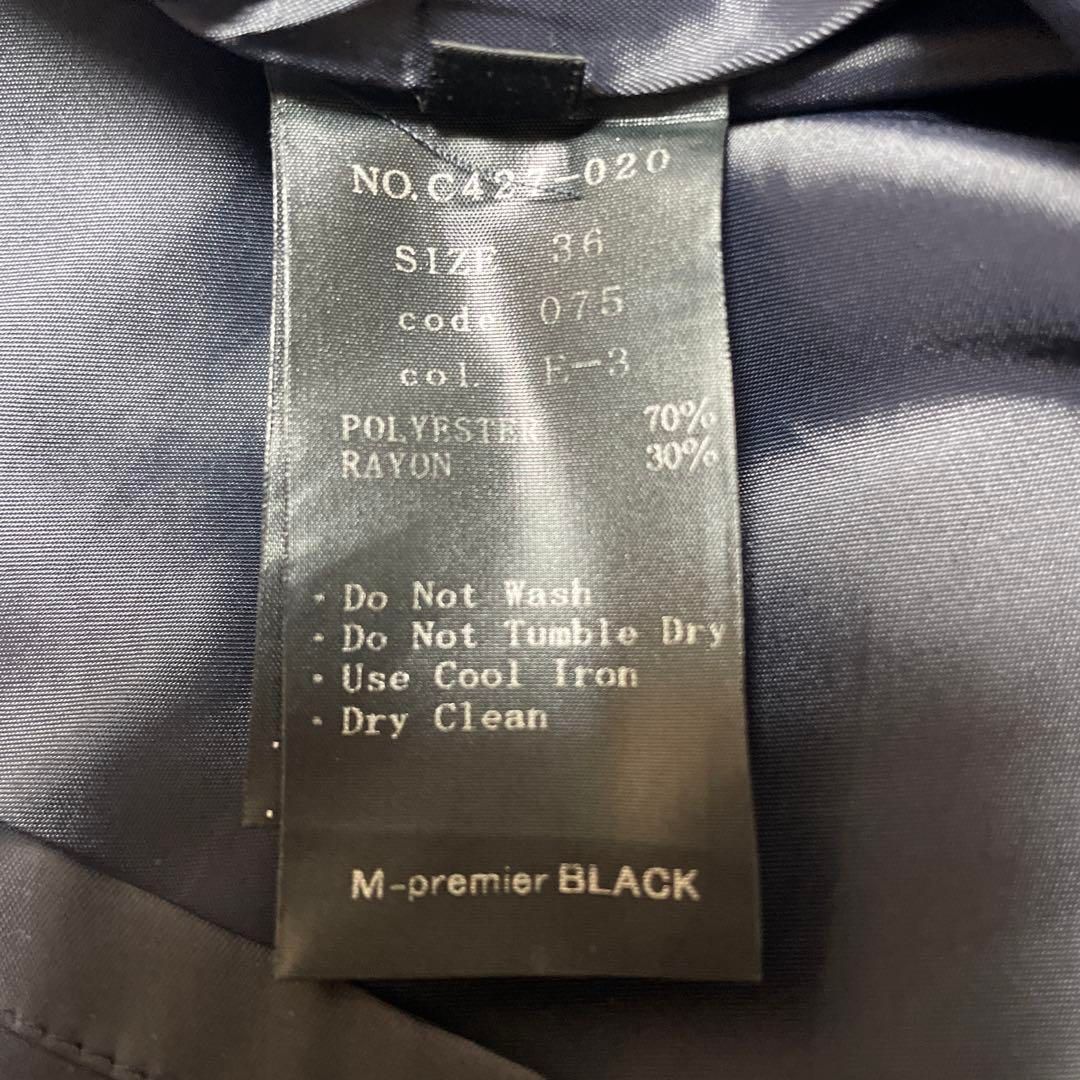 NO.C427-020
SIZE 36
code 075
col. E-3
POLYESTER 70%
RAYON 30%
・Do Not Wash
・Do Not Tumble Dry
・Use Cool Iron
・Dry Clean
M-premier BLACK